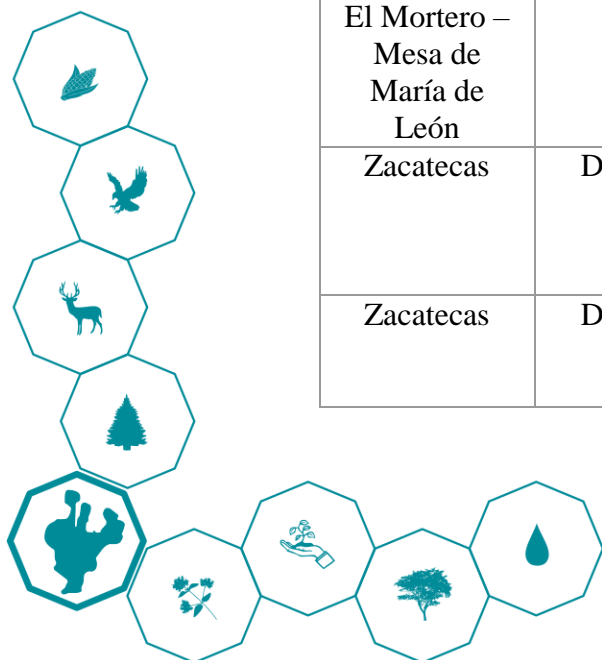 El Mortero –
Mesa de
María de
León
Zacatecas D
Zacatecas D